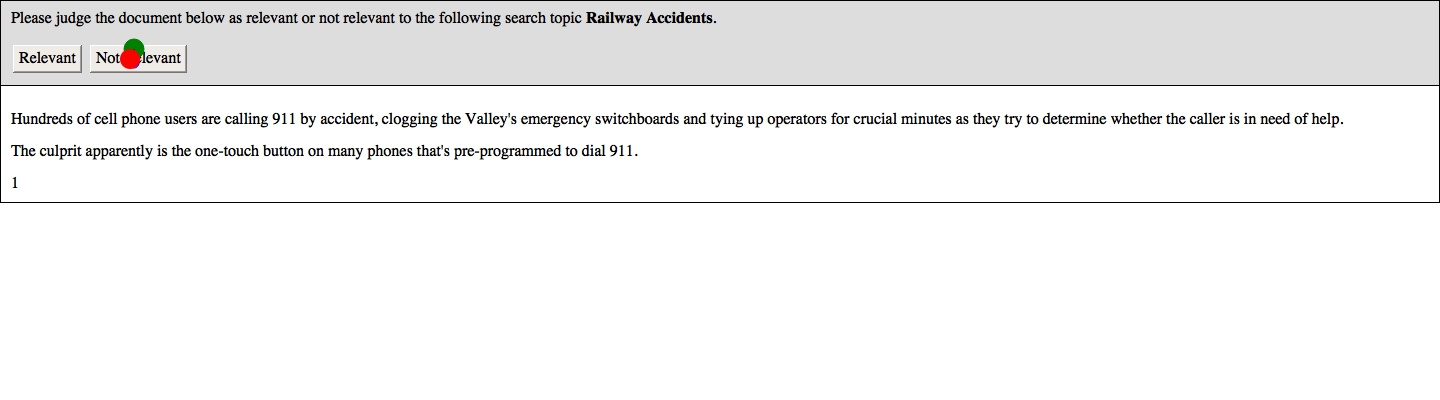 Please judge the document below as relevant or not relevant to the following search topic Railway Accidents.
Relevant Not
Hundreds of cell phone users are calling 911 by accident, clogging the Valley's emergency switchboards and tying up operators for crucial minutes as they try to determine whether the caller is in need of help.
The culprit apparently is the one-touch button on many phones that's pre-programmed to dial 911.
1